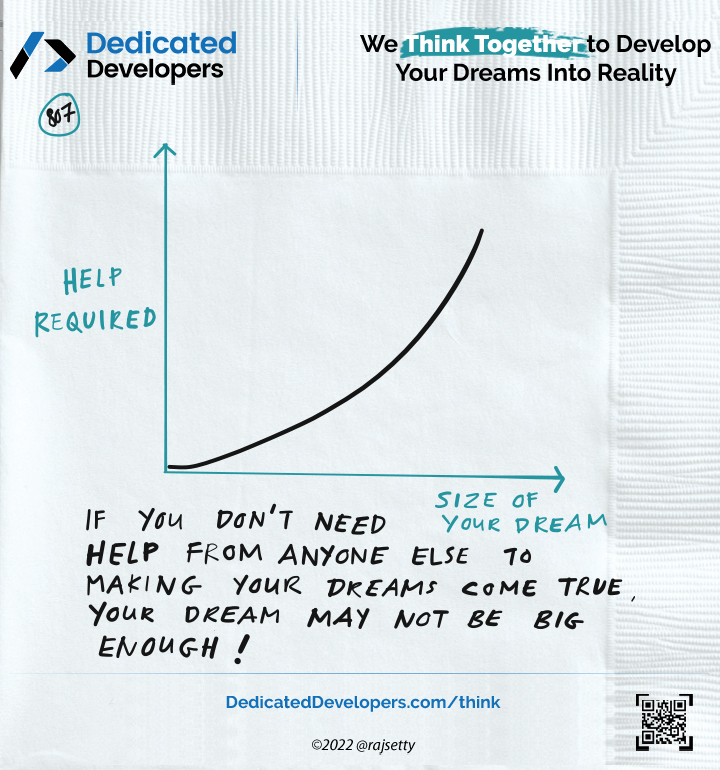 Dedicated
Developers
We Think Together to Develop
Your Dreams Into Reality
807
HELP
REQUIRED
SIZE OF
YOUR DREAM
IF YOU DON'T NEED
HELP FROM ANYONE ELSE TO
MAKING YOUR DREAMS COME TRUE,
YOUR DREAM MAY NOT BE BIG
ENOUGH!
DedicatedDevelopers.com/think
©2022 @rajsetty